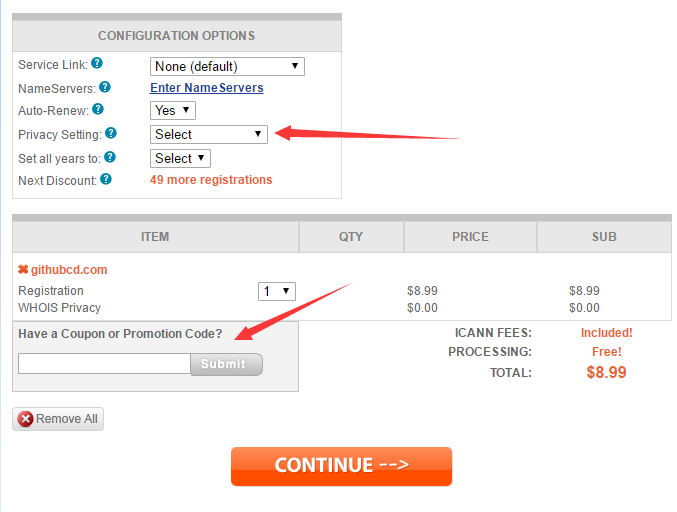 CONFIGURATION OPTIONS
Service Link: ? None (default)
NameServers: ? Enter NameServers
Auto-Renew: ? Yes
Privacy Setting: ? Select
Set all years to: ? Select
Next Discount: ? 49 more registrations
ITEM QTY PRICE SUB
githubcd.com
Registration 1 $8.99 $8.99
WHOIS Privacy $0.00 $0.00
Have a Coupon or Promotion Code? ICANN FEES: Included!
Submit PROCESSING: Free!
TOTAL: $8.99
Remove All
CONTINUE -->